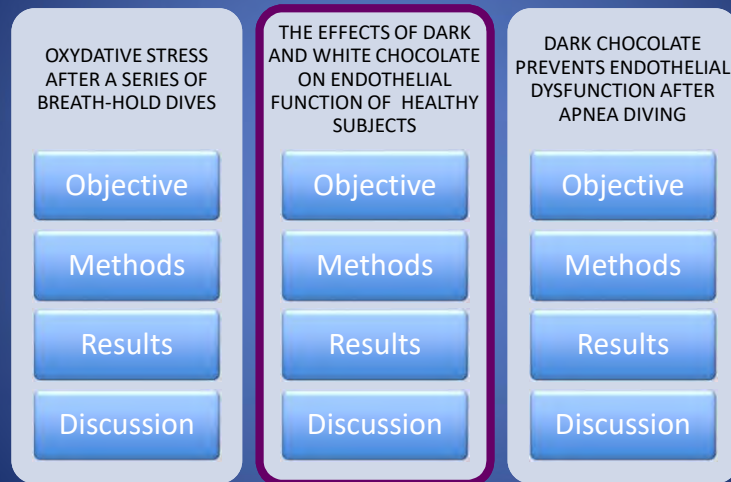 OXYDATIVE STRESS
AFTER A SERIES OF
BREATH-HOLD DIVES
Objective
Methods
Results
Discussion
THE EFFECTS OF DARK
AND WHITE CHOCOLATE
ON ENDOTHELIAL
FUNCTION OF HEALTHY
SUBJECTS
Objective
Methods
Results
Discussion
DARK CHOCOLATE
PREVENTS ENDOTHELIAL
DYSFUNCTION AFTER
APNEA DIVING
Objective
Methods
Results
Discussion